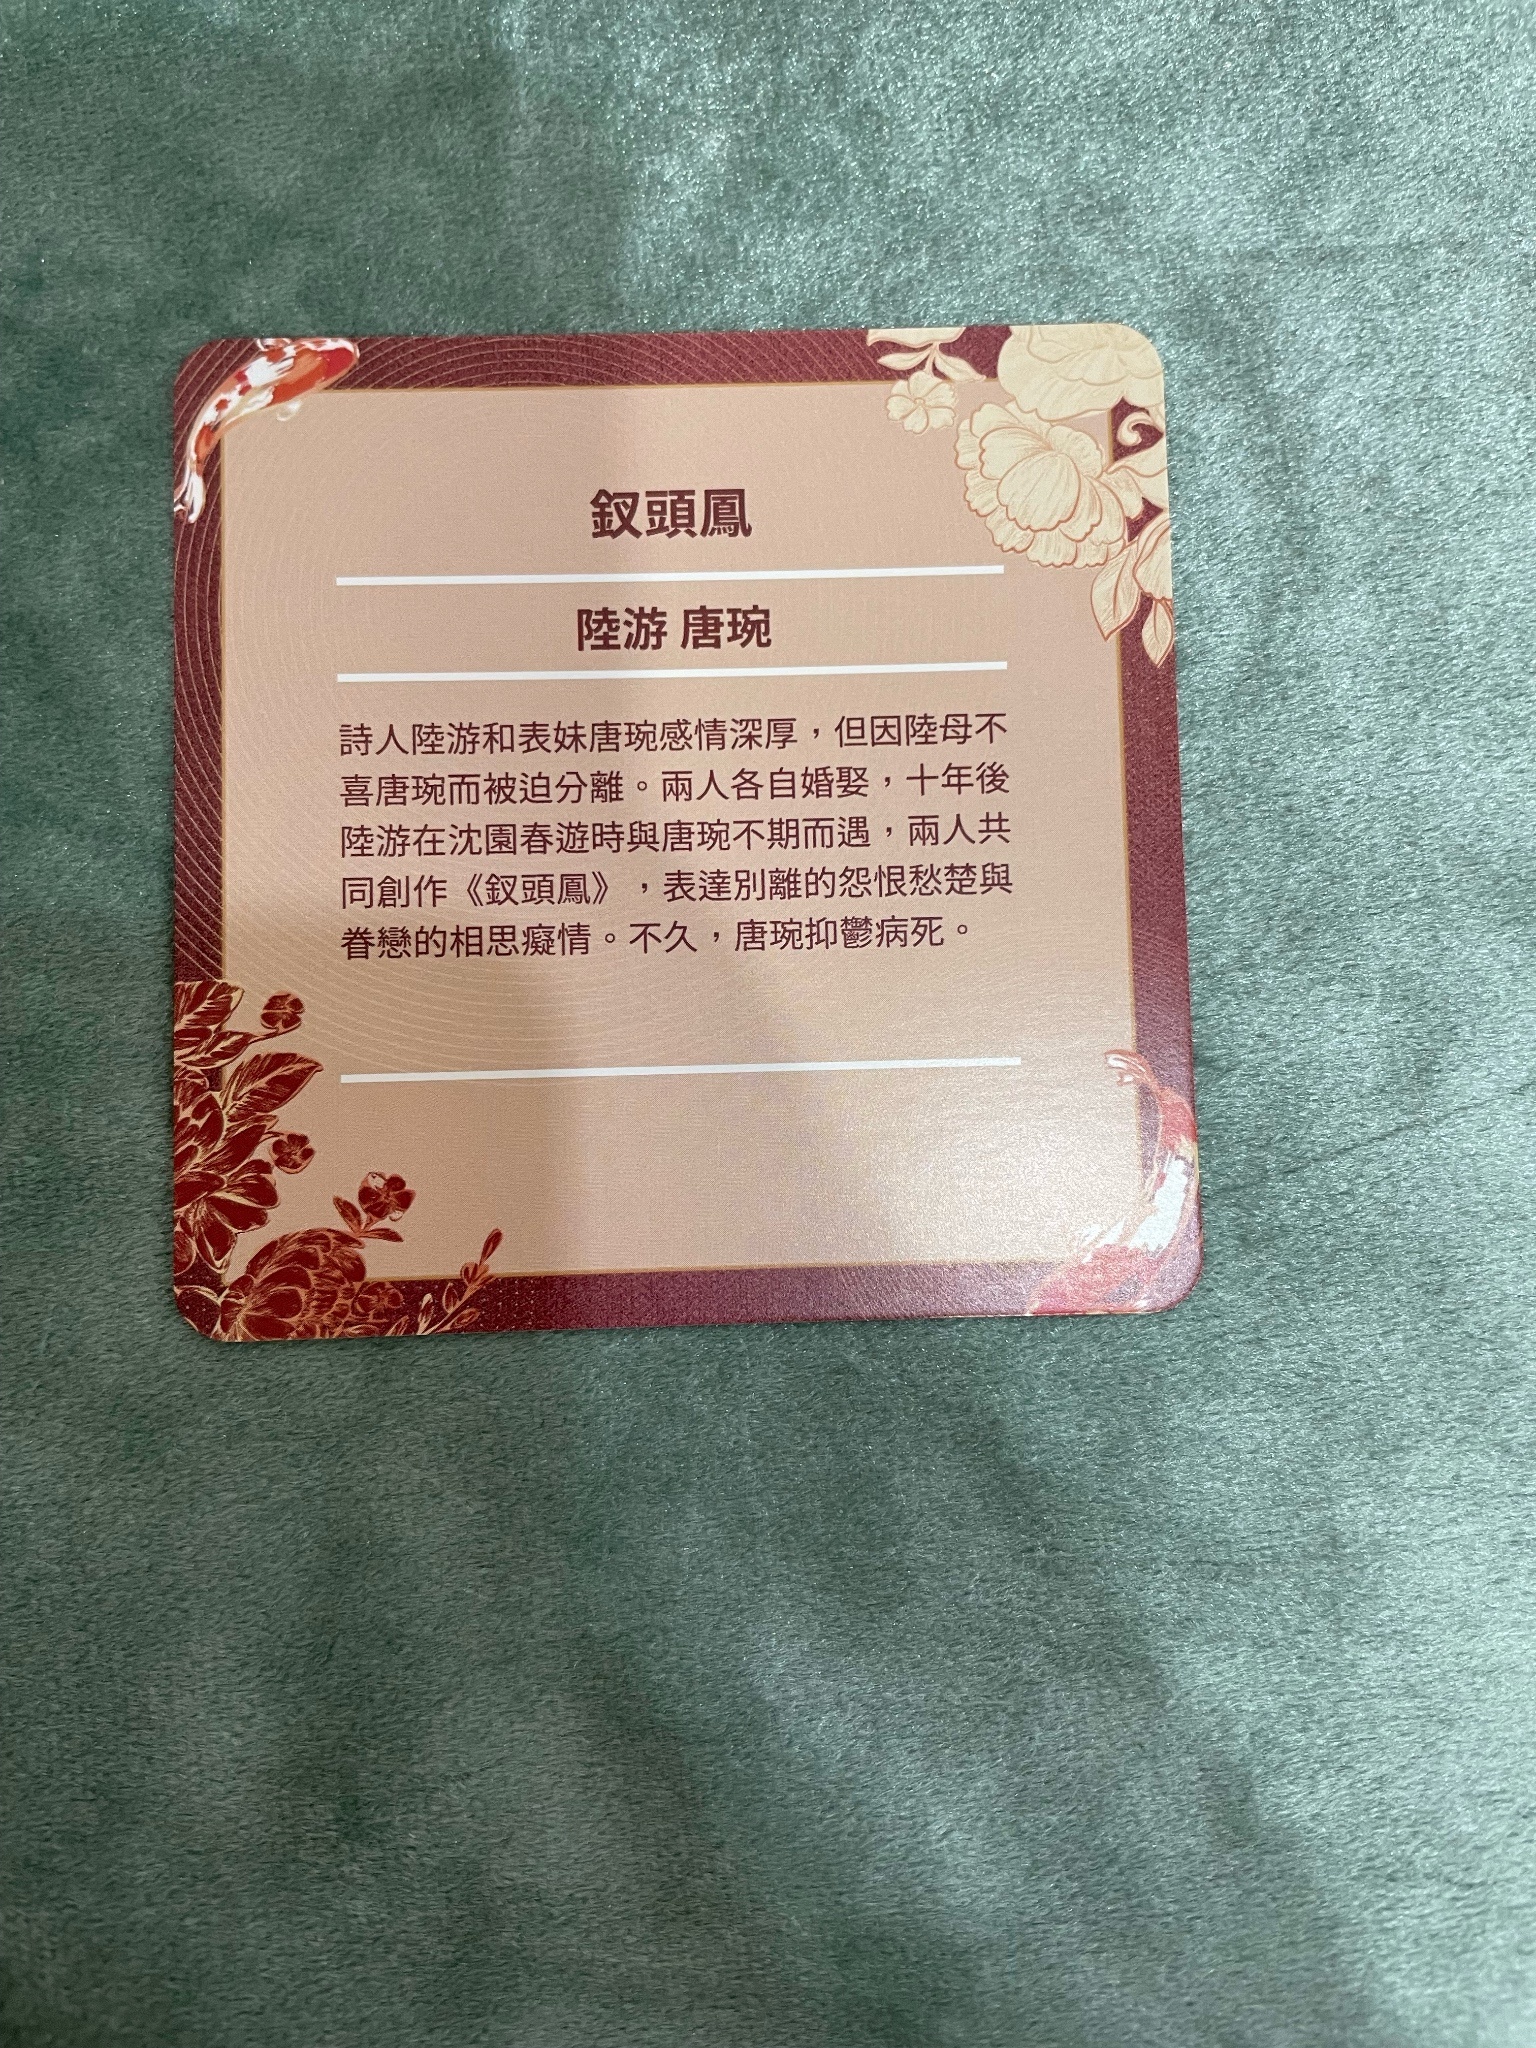 釵頭鳳
陸游 唐琬
詩人陸游和表妹唐琬感情深厚，但因陸母不
喜唐琬而被迫分離。兩人各自婚娶，十年後
陸游在沈園春遊時與唐琬不期而遇，兩人共
同創作《釵頭鳳》，表達別離的怨恨愁楚與
眷戀的相思癡情。不久，唐琬抑鬱病死。